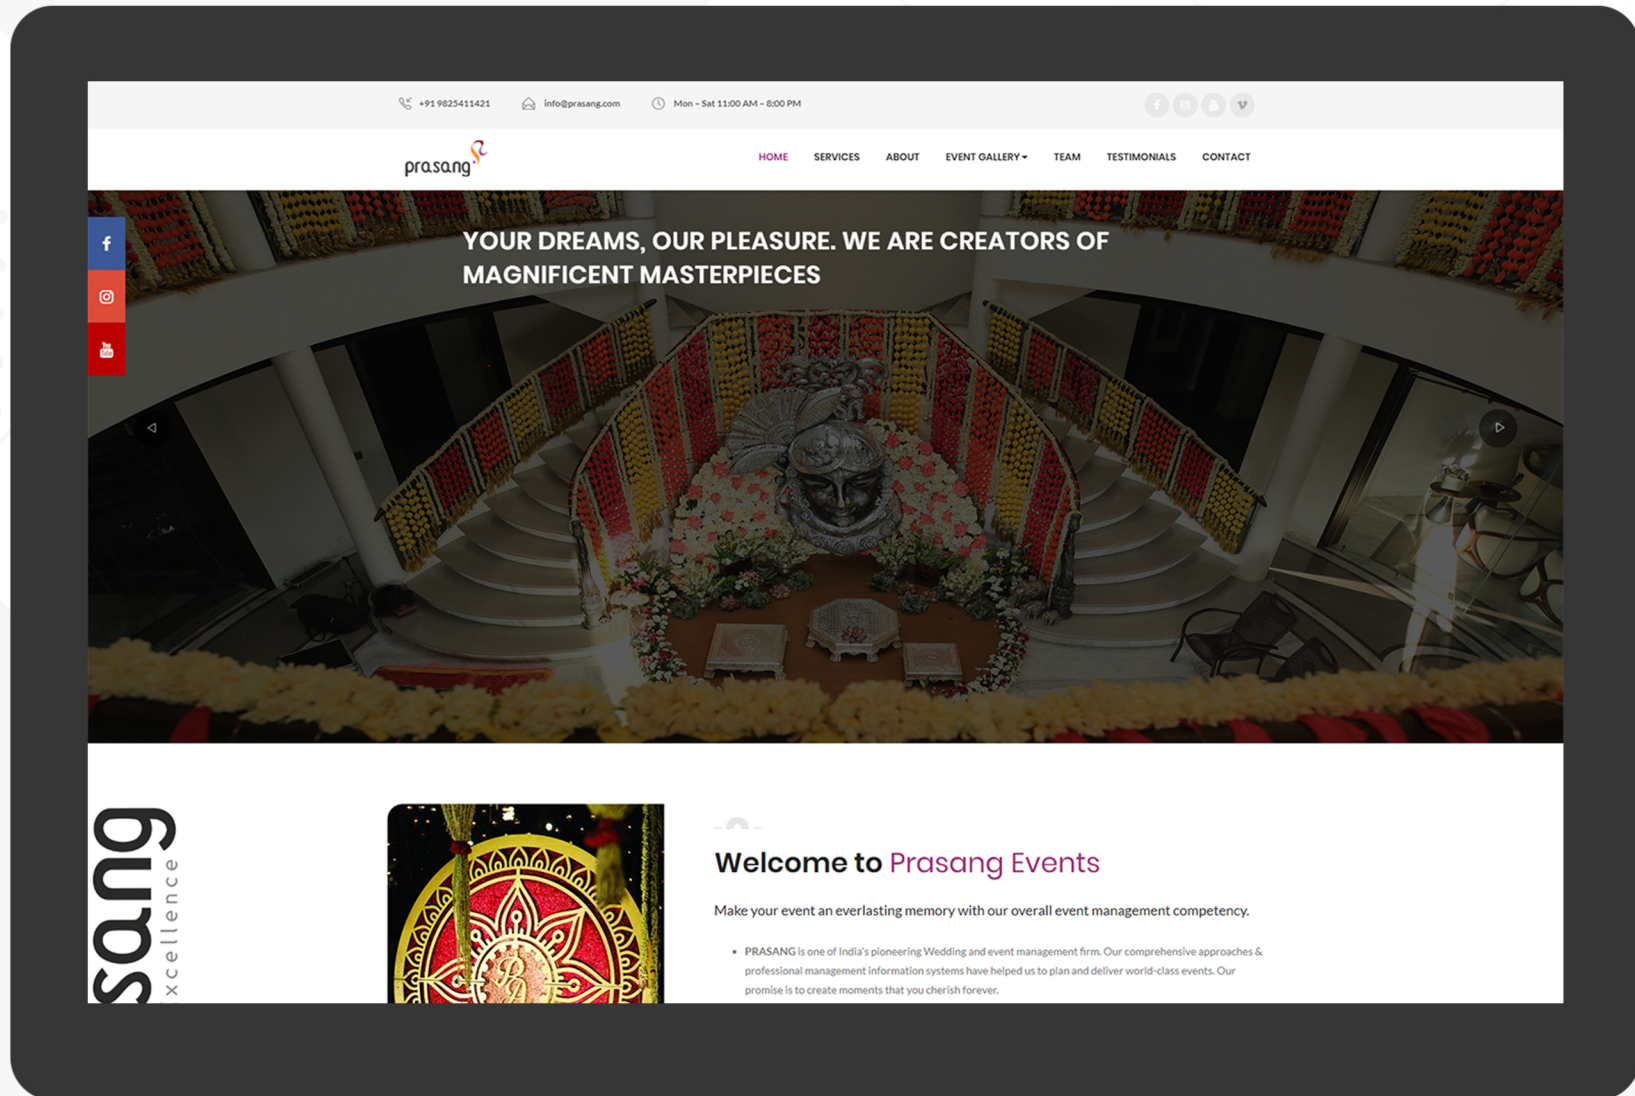 +91 9825411421 info@prasang.com Mon – Sat 11:00 AM – 8:00 PM
prasang
HOME SERVICES ABOUT EVENT GALLERY TEAM TESTIMONIALS CONTACT
YOUR DREAMS, OUR PLEASURE. WE ARE CREATORS OF
MAGNIFICENT MASTERPIECES
You Tube
sang
xcellence
Welcome to Prasang Events
Make your event an everlasting memory with our overall event management competency.
• PRASANG is one of India's pioneering Wedding and event management firm. Our comprehensive approaches &
professional management information systems have helped us to plan and deliver world-class events. Our
promise is to create moments that you cherish forever.